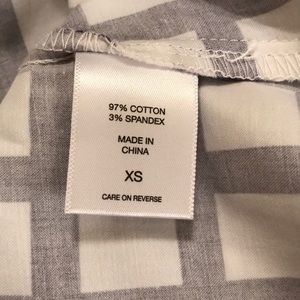 97% COTTON
3% SPANDEX
MADE IN
CHINA
XS
CARE ON REVERSE